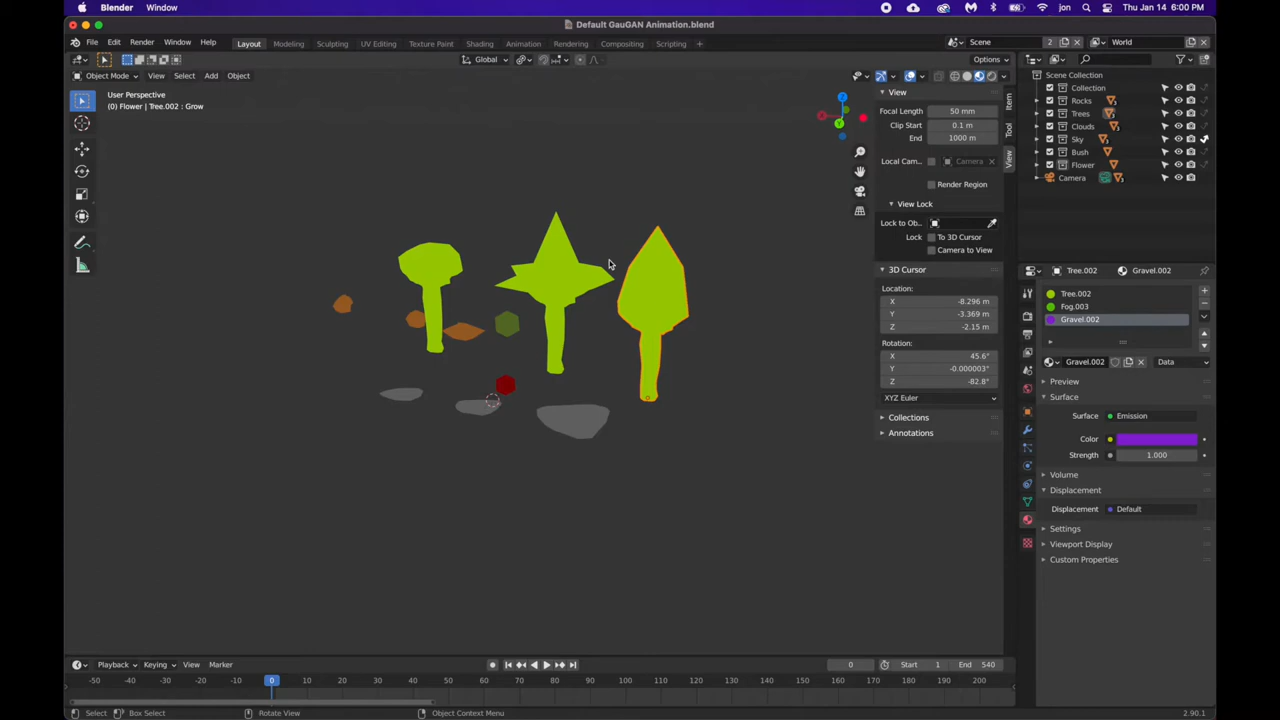 Blender Window jon Thu Jan 14 6:00 PM
Default GauGAN Animation.blend
File Edit Render Window Help Layout Modeling Sculpting UV Editing Texture Paint Shading Animation Rendering Compositing Scripting + Scene 2 World
Global Options
Object Mode View Select Add Object
User Perspective
(0) Flower | Tree.002 : Grow
Z
Y
View
Focal Length 50 mm
Clip Start 0.1 m
End 1000 m
Local Cam... Camera
Render Region
View Lock
Lock to Ob...
Lock To 3D Cursor
Camera to View
3D Cursor
Location:
X -8.296 m
Y -3.369 m
Z -2.15 m
Rotation:
X 45.6°
Y -0.000003°
Z -82.8°
XYZ Euler
Collections
Annotations
Item
Tool
View
Scene Collection
Collection
Rocks
Trees
Clouds
Sky
Bush
Flower
Camera
Tree.002 Gravel.002
Tree.002
Fog.003
Gravel.002
Gravel.002 Data
Preview
Surface
Surface Emission
Color
Strength 1.000
Volume
Displacement
Displacement Default
Settings
Viewport Display
Custom Properties
Playback Keying View Marker 0 Start 1 End 540
-50 -40 -30 -20 -10 0 10 20 30 40 50 60 70 80 90 100 110 120 130 140 150 160 170 180 190 200 210
Select Box Select Rotate View Object Context Menu 2.90.1